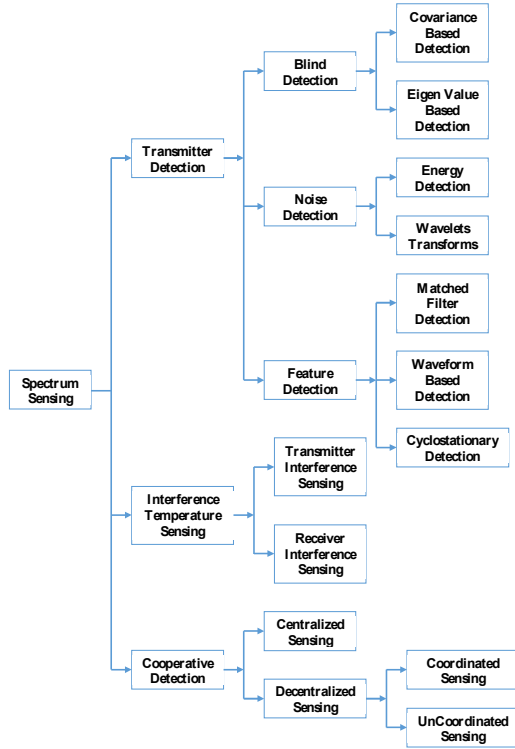 Covariance
Based
Detection
Blind
Detection
Eigen Value
Based
Detection
Transmitter
Detection
Energy
Detection
Noise
Detection
Wavelets
Transforms
Matched
Filter
Detection
Spectrum
Sensing
Feature
Detection
Waveform
Based
Detection
Cyclostationary
Detection
Transmitter
Interference
Sensing
Interference
Temperature
Sensing
Receiver
Interference
Sensing
Centralized
Sensing
Cooperative
Detection
Decentralized
Sensing
Coordinated
Sensing
UnCoordinated
Sensing